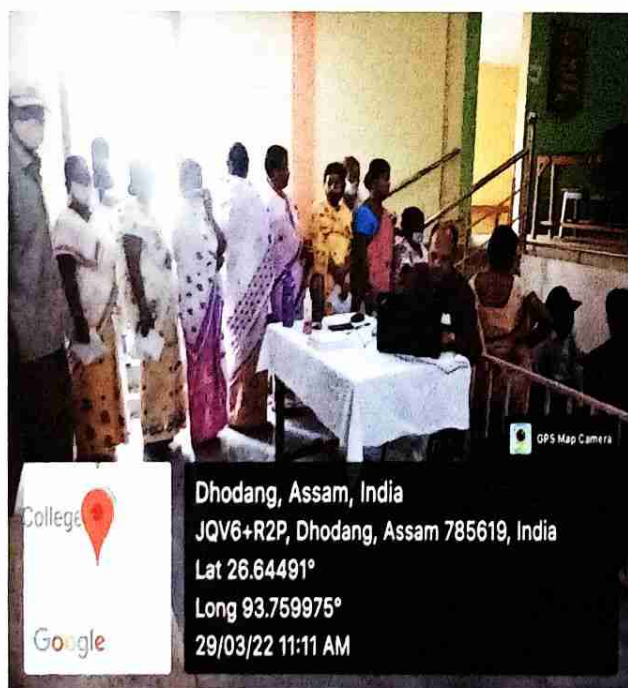 GPS Map Camera
College
Google
Dhodang, Assam, India
JQV6+R2P, Dhodang, Assam 785619, India
Lat 26.64491°
Long 93.759975°
29/03/22 11:11 AM